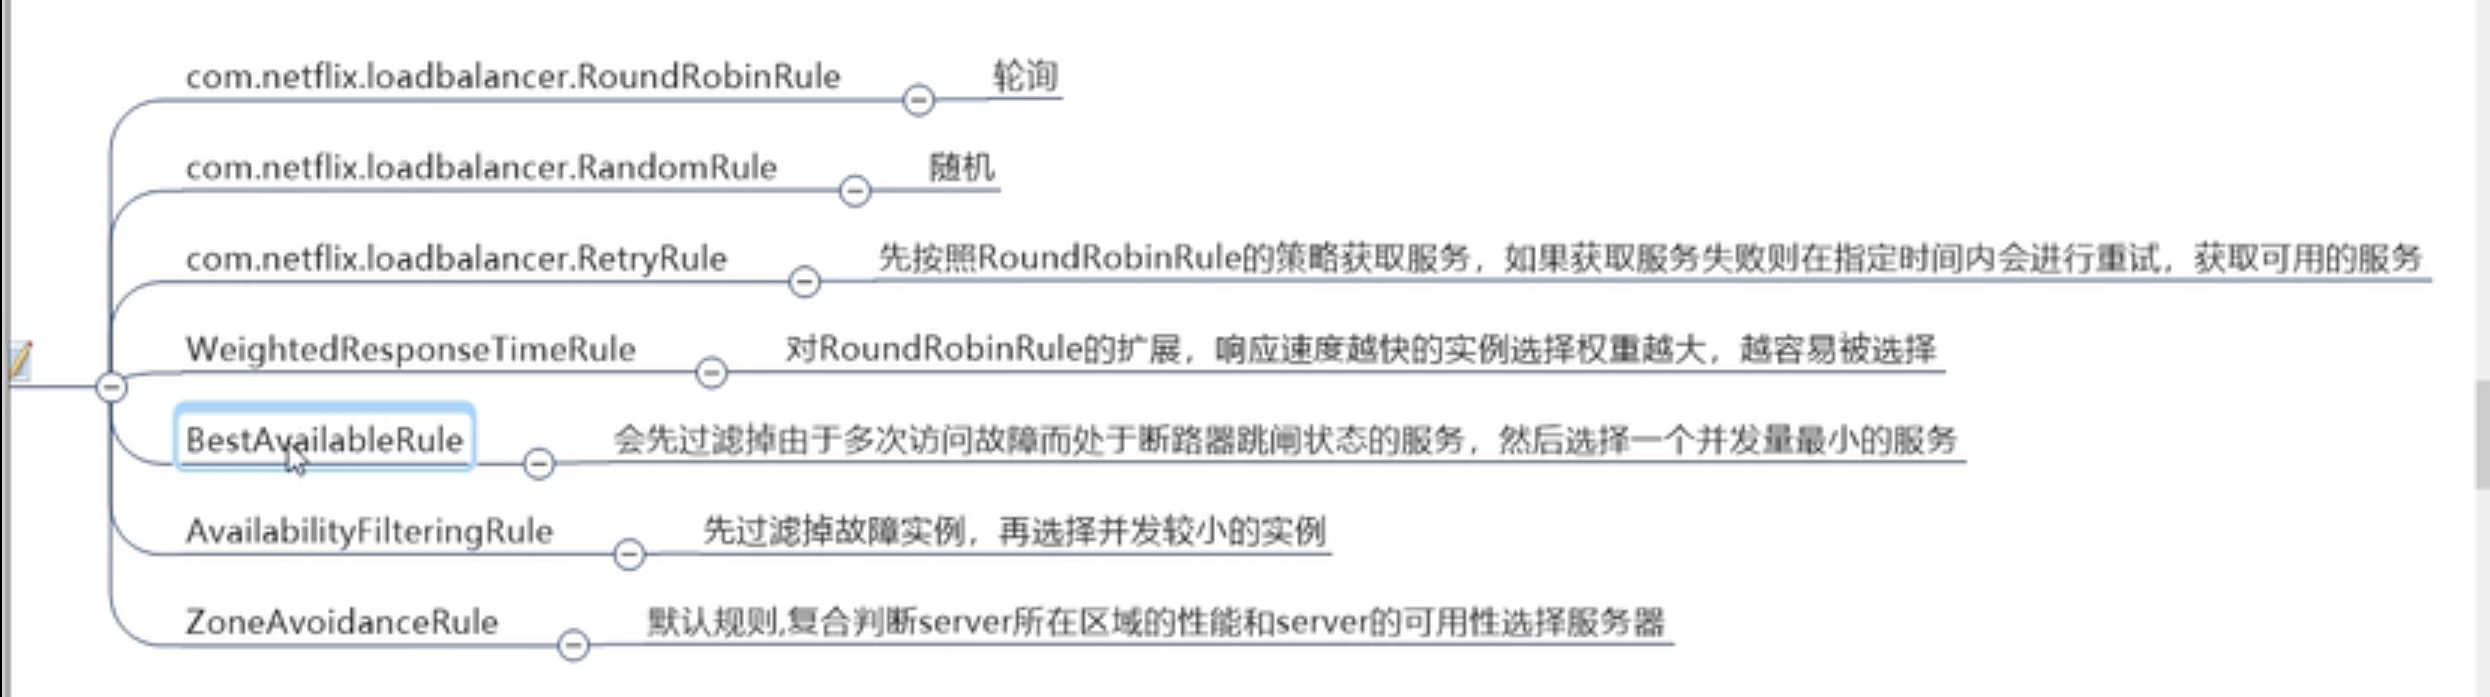 com.netflix.loadbalancer.RoundRobinRule 轮询
com.netflix.loadbalancer.RandomRule 随机
com.netflix.loadbalancer.RetryRule 先按照RoundRobinRule的策略获取服务，如果获取服务失败则在指定时间内会进行重试，获取可用的服务
WeightedResponseTimeRule 对RoundRobinRule的扩展，响应速度越快的实例选择权重越大，越容易被选择
BestAvailableRule 会先过滤掉由于多次访问故障而处于断路器跳闸状态的服务，然后选择一个并发量最小的服务
AvailabilityFilteringRule 先过滤掉故障实例，再选择并发较小的实例
ZoneAvoidanceRule 默认规则,复合判断server所在区域的性能和server的可用性选择服务器